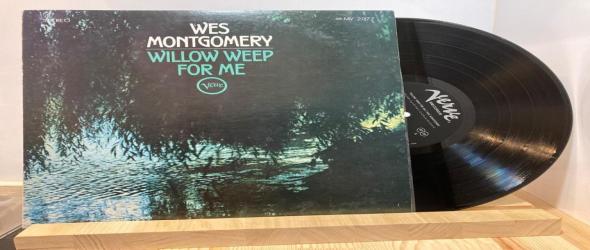 STEREO
WES
MONTGOMERY
WILLOW WEEP
FOR ME
Verve
Verve